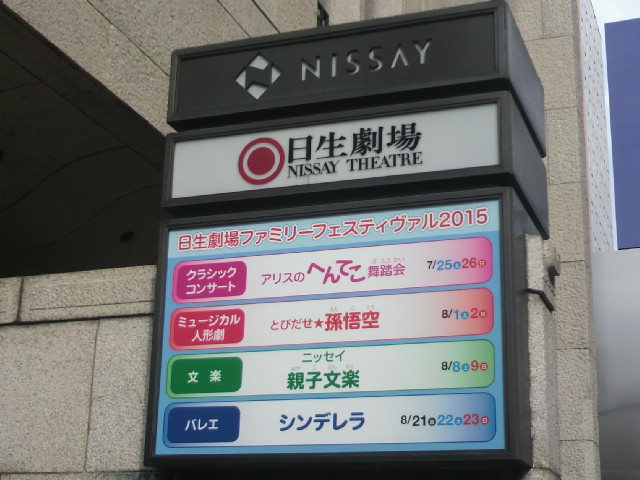 NISSAY
日生劇場
NISSAY THEATRE
日生劇場ファミリーフェスティヴァル2015
クラシック
コンサート
アリスのへんてこ舞踏会
7/25土26日
ミュージカル
人形劇
とびだせ★孫悟空
8/1土2日
文楽
ニッセイ
親子文楽
8/8土9日
バレエ
シンデレラ
8/21金22土23日